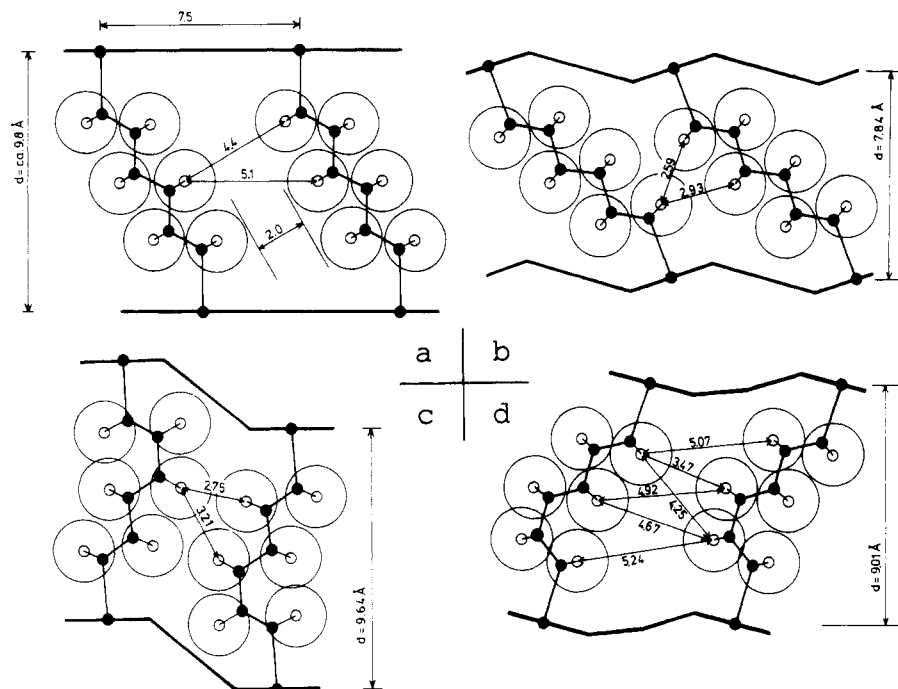 7.5
d = ca 9.8 Å
4.4
5.1
2.0
2.59
2.93
d = 7.84 Å
a b
c d
2.75
3.21
d = 9.64 Å
5.07
3.47
4.92
4.25
4.67
5.24
d = 9.01 Å